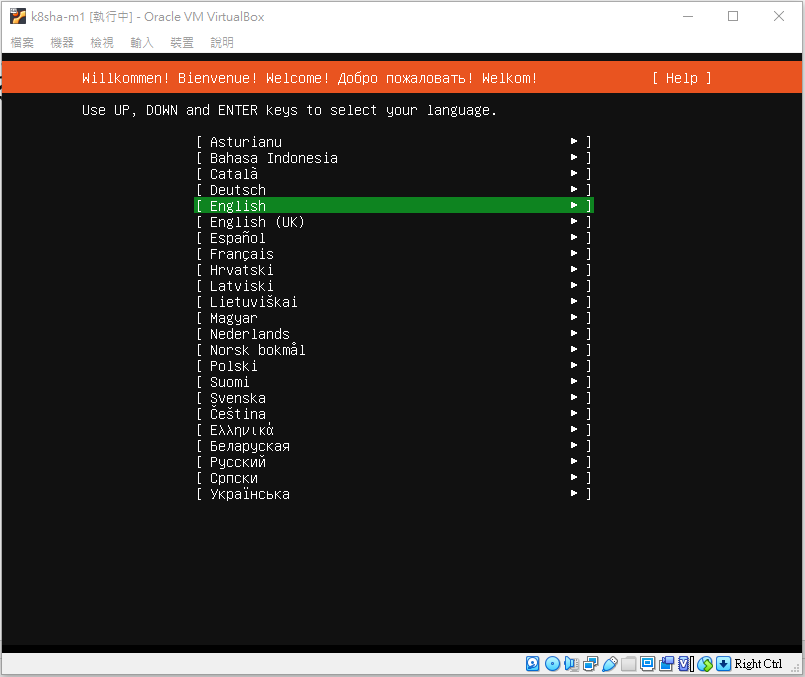 k8sha-m1 [執行中] - Oracle VM VirtualBox
檔案 機器 檢視 輸入 裝置 說明
Willkommen! Bienvenue! Welcome! Добро пожаловать! Welkom! [ Help ]
Use UP, DOWN and ENTER keys to select your language.
[ Asturianu ▸ ]
[ Bahasa Indonesia ▸ ]
[ Català ▸ ]
[ Deutsch ▸ ]
[ English ▸ ]
[ English (UK) ▸ ]
[ Español ▸ ]
[ Français ▸ ]
[ Hrvatski ▸ ]
[ Latviski ▸ ]
[ Lietuviškai ▸ ]
[ Magyar ▸ ]
[ Nederlands ▸ ]
[ Norsk bokmål ▸ ]
[ Polski ▸ ]
[ Suomi ▸ ]
[ Svenska ▸ ]
[ Čeština ▸ ]
[ Ελληνικά ▸ ]
[ Беларуская ▸ ]
[ Русский ▸ ]
[ Српски ▸ ]
[ Українська ▸ ]
Right Ctrl